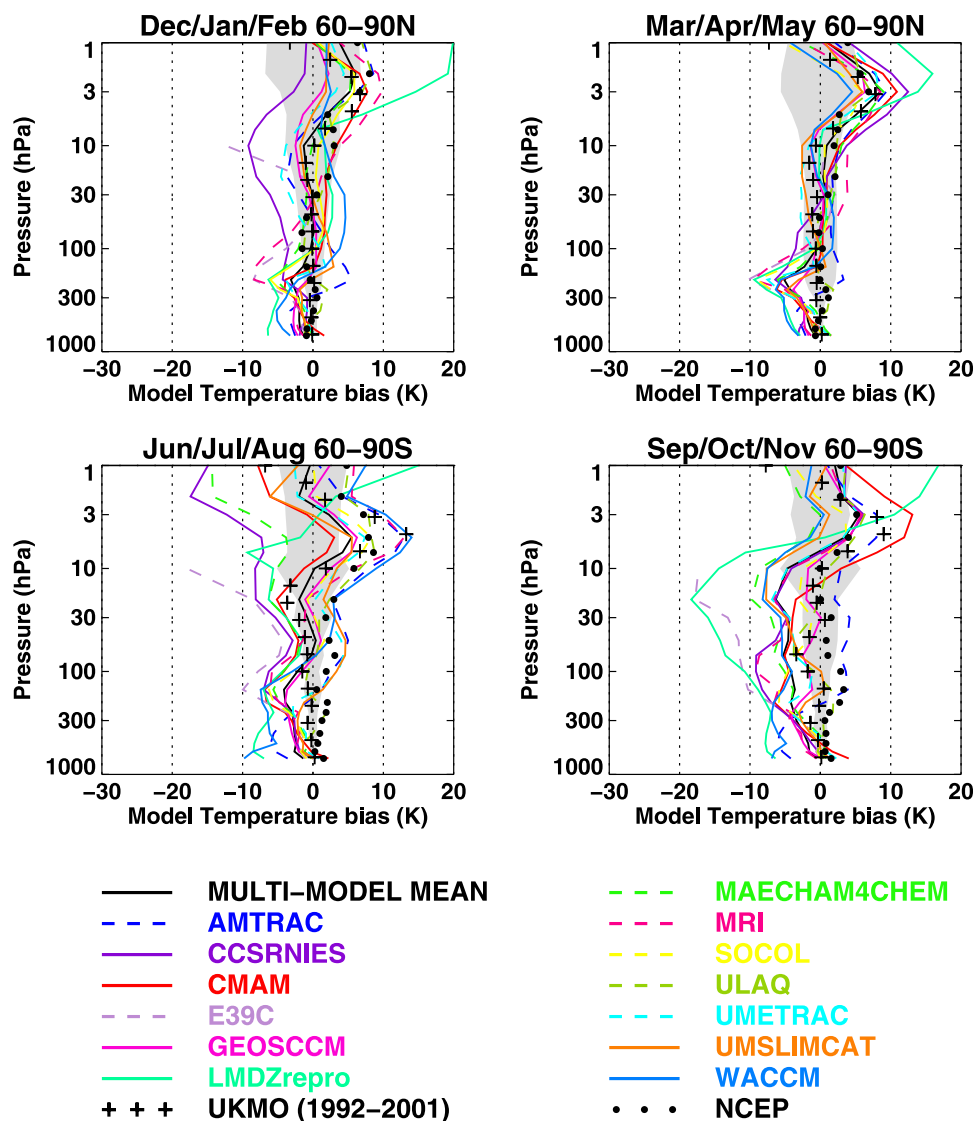 Dec/Jan/Feb 60−90N
Pressure (hPa)
1
3
10
30
100
300
1000
−30 −20 −10 0 10 20
Model Temperature bias (K)
Mar/Apr/May 60−90N
Pressure (hPa)
1
3
10
30
100
300
1000
−30 −20 −10 0 10 20
Model Temperature bias (K)
Jun/Jul/Aug 60−90S
Pressure (hPa)
1
3
10
30
100
300
1000
−30 −20 −10 0 10 20
Model Temperature bias (K)
Sep/Oct/Nov 60−90S
Pressure (hPa)
1
3
10
30
100
300
1000
−30 −20 −10 0 10 20
Model Temperature bias (K)
MULTI−MODEL MEAN
AMTRAC
CCSRNIES
CMAM
E39C
GEOSCCM
LMDZrepro
UKMO (1992−2001)
MAECHAM4CHEM
MRI
SOCOL
ULAQ
UMETRAC
UMSLIMCAT
WACCM
NCEP